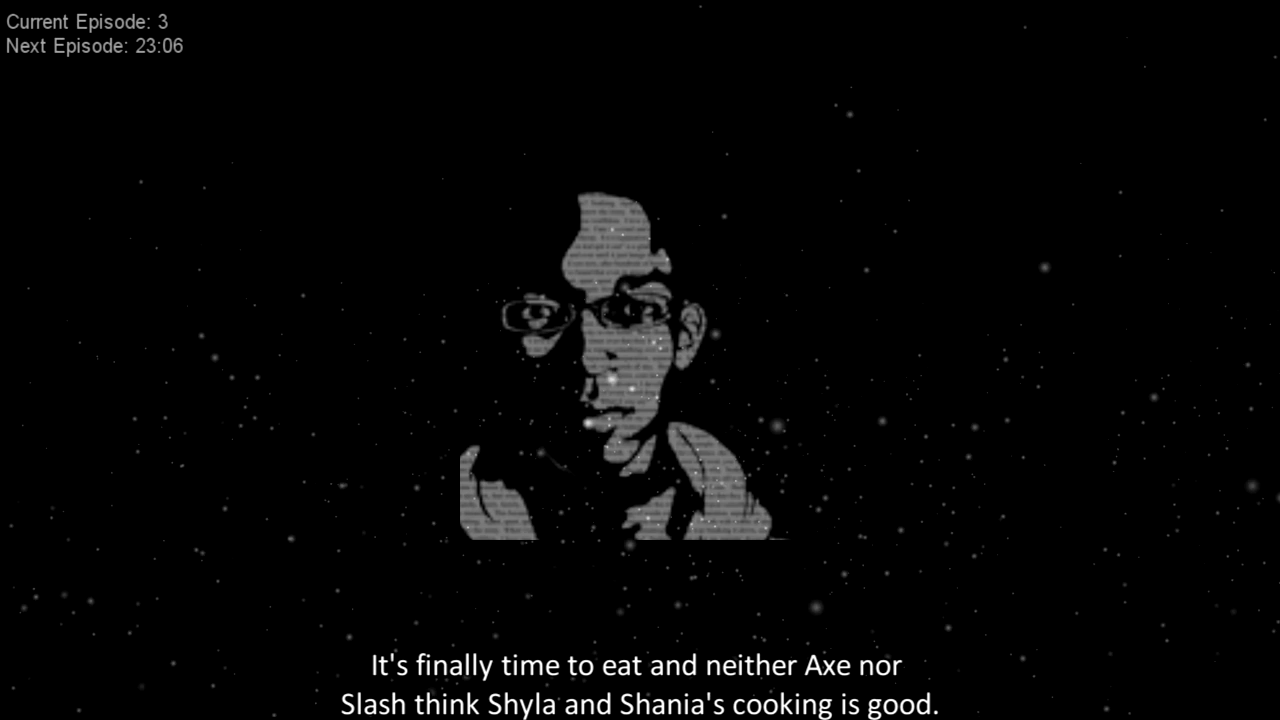 Current Episode: 3
Next Episode: 23:06
It's finally time to eat and neither Axe nor
Slash think Shyla and Shania's cooking is good.